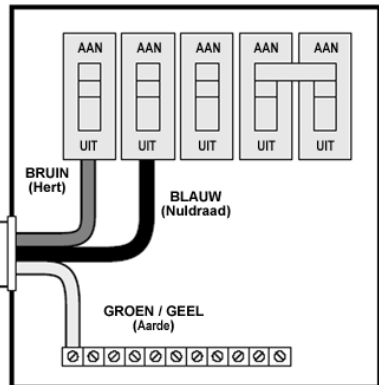 AAN AAN AAN AAN AAN
UIT UIT UIT UIT UIT
BRUIN
(Hert)
BLAUW
(Nuldraad)
GROEN / GEEL
(Aarde)